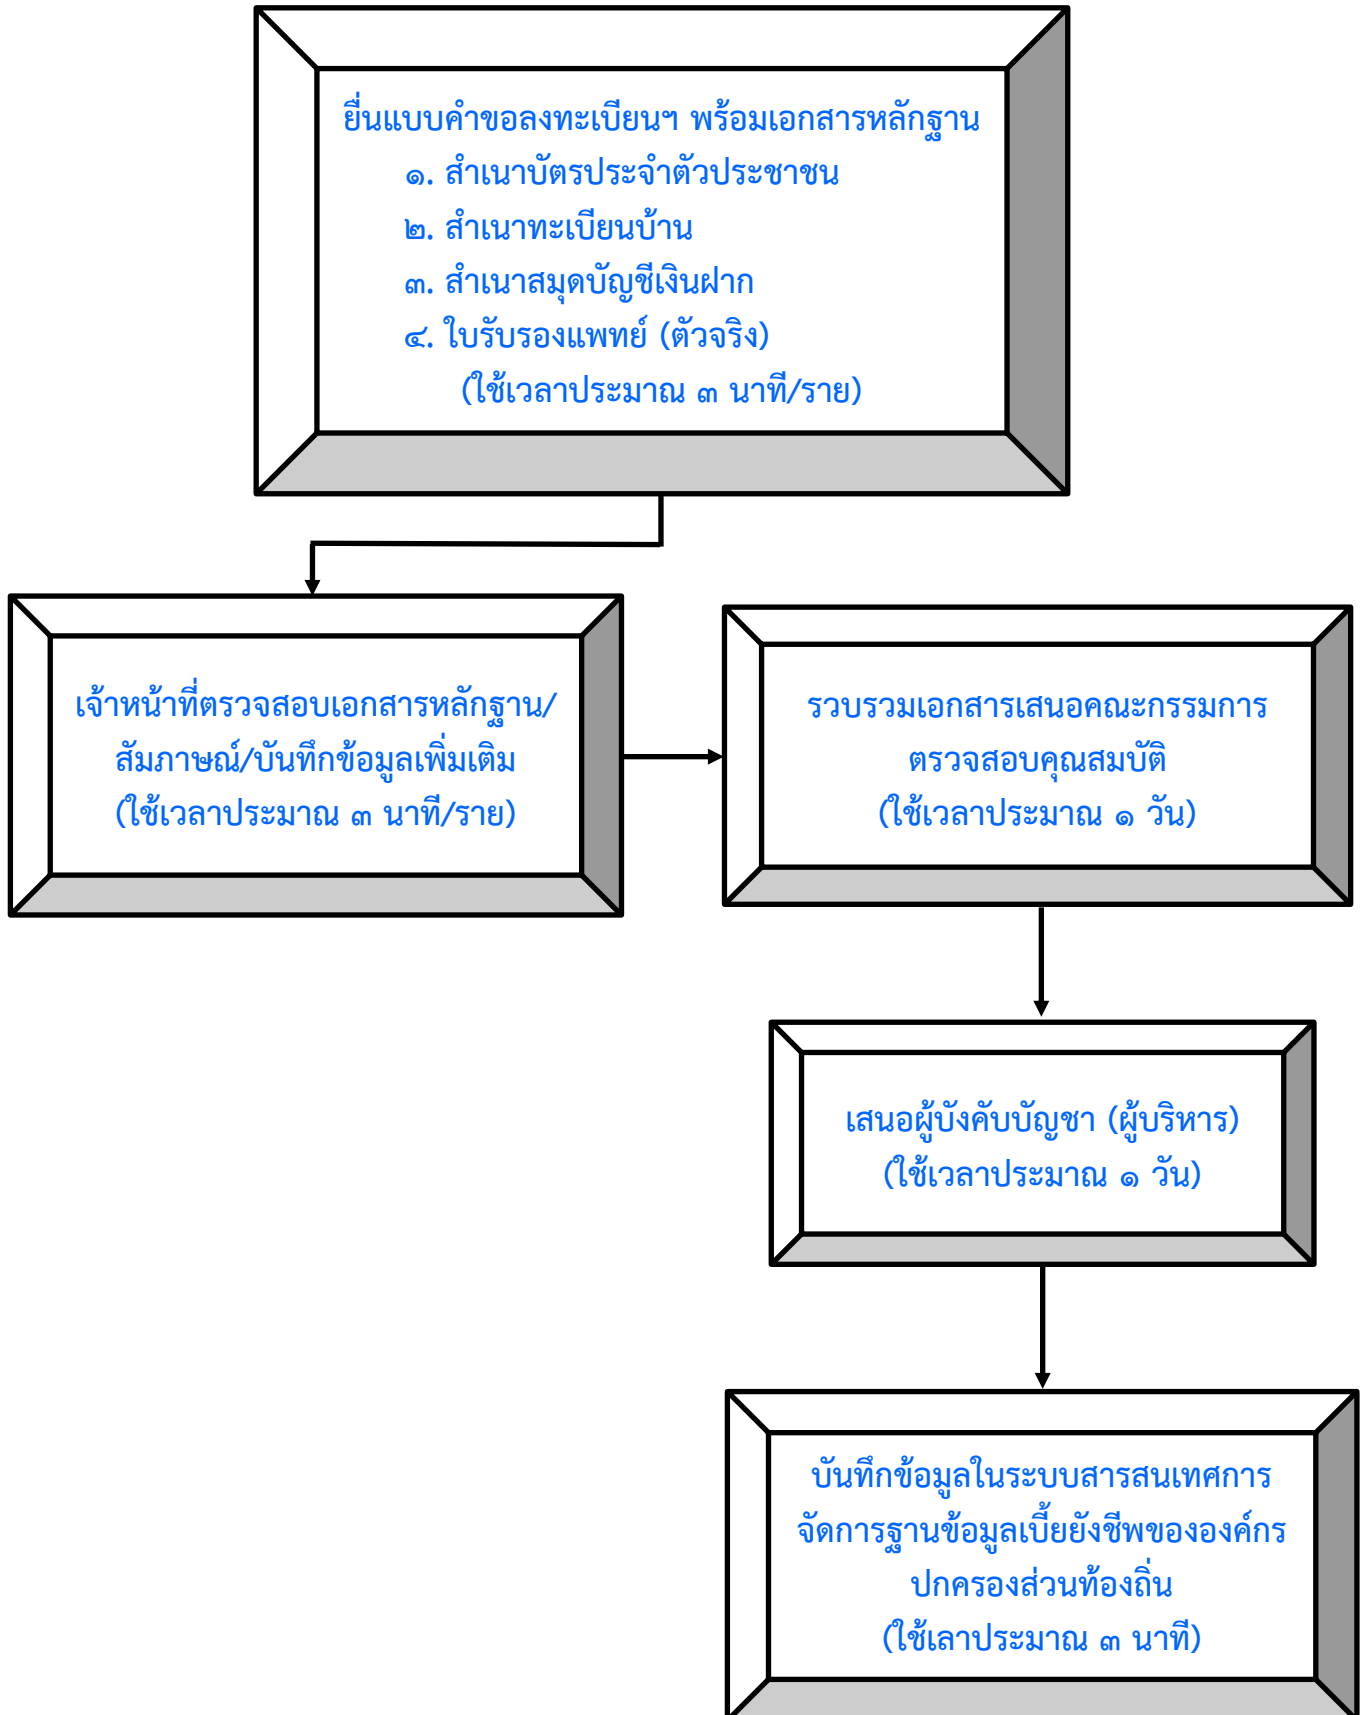 ยื่นแบบคำขอลงทะเบียนฯ พร้อมเอกสารหลักฐาน
๑. สำเนาบัตรประจำตัวประชาชน
๒. สำเนาทะเบียนบ้าน
๓. สำเนาสมุดบัญชีเงินฝาก
๔. ใบรับรองแพทย์ (ตัวจริง)
(ใช้เวลาประมาณ ๓ นาที/ราย)
เจ้าหน้าที่ตรวจสอบเอกสารหลักฐาน/
สัมภาษณ์/บันทึกข้อมูลเพิ่มเติม
(ใช้เวลาประมาณ ๓ นาที/ราย)
รวบรวมเอกสารเสนอคณะกรรมการ
ตรวจสอบคุณสมบัติ
(ใช้เวลาประมาณ ๑ วัน)
เสนอผู้บังคับบัญชา (ผู้บริหาร)
(ใช้เวลาประมาณ ๑ วัน)
บันทึกข้อมูลในระบบสารสนเทศการ
จัดการฐานข้อมูลเบี้ยยังชีพขององค์กร
ปกครองส่วนท้องถิ่น
(ใช้เลาประมาณ ๓ นาที)